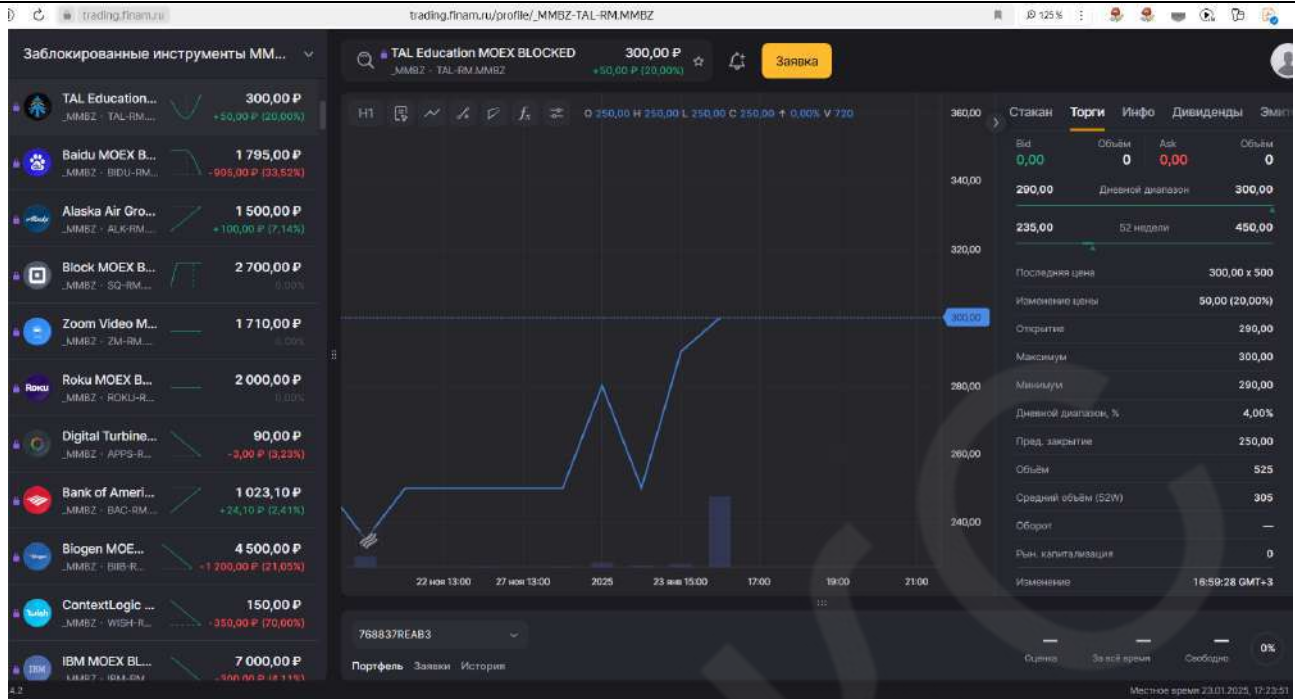 trading.finam.ru
trading.finam.ru/profile/_MMBZ-TAL-RM.MMBZ
125 %
Заблокированные инструменты MM...
TAL Education MOEX BLOCKED
_MMBZ - TAL-RM.MMBZ
300,00 ₽
+50,00 ₽ (20,00%)
Заявка
TAL Education...
_MMBZ - TAL-RM....
300,00 ₽
+50,00 ₽ (20,00%)
Baidu MOEX B...
_MMBZ - BIDU-RM...
1 795,00 ₽
-905,00 ₽ (33,52%)
Alaska Air Gro...
_MMBZ - ALK-RM....
1 500,00 ₽
+100,00 ₽ (7,14%)
Block MOEX B...
_MMBZ - SQ-RM....
2 700,00 ₽
0,00%
Zoom Video M...
_MMBZ - ZM-RM....
1 710,00 ₽
0,00%
Roku
Roku MOEX B...
_MMBZ - ROKU-R...
2 000,00 ₽
0,00%
Digital Turbine...
_MMBZ - APPS-R...
90,00 ₽
-3,00 ₽ (3,23%)
Bank of Ameri...
_MMBZ - BAC-RM....
1 023,10 ₽
+24,10 ₽ (2,41%)
Biogen MOE...
_MMBZ - BIIB-R...
4 500,00 ₽
-1 200,00 ₽ (21,05%)
wish
ContextLogic ...
_MMBZ - WISH-R...
150,00 ₽
-350,00 ₽ (70,00%)
IBM
IBM MOEX BL...
_MMBZ - IBM-RM
7 000,00 ₽
-300,00 ₽ (4,11%)
4.2
H1
O 250,00 H 250,00 L 250,00 C 250,00 ↑ 0,00% V 720
360,00
340,00
320,00
300,00
280,00
260,00
240,00
22 ноя 13:00
27 ноя 13:00
2025
23 янв 15:00
17:00
19:00
21:00
768837REAB3
Портфель Заявки История
Стакан Торги Инфо Дивиденды Эмит
Bid Объём Ask Объём
0,00 0 0,00 0
290,00 Дневной диапазон 300,00
235,00 52 недели 450,00
Последняя цена 300,00 x 500
Изменение цены 50,00 (20,00%)
Открытие 290,00
Максимум 300,00
Минимум 290,00
Дневной диапазон, % 4,00%
Пред. закрытие 250,00
Объём 525
Средний объём (52W) 305
Оборот —
Рын. капитализация 0
Изменение 16:59:28 GMT+3
— — —
Оценка За всё время Свободно
0%
Местное время 23.01.2025, 17:23:51